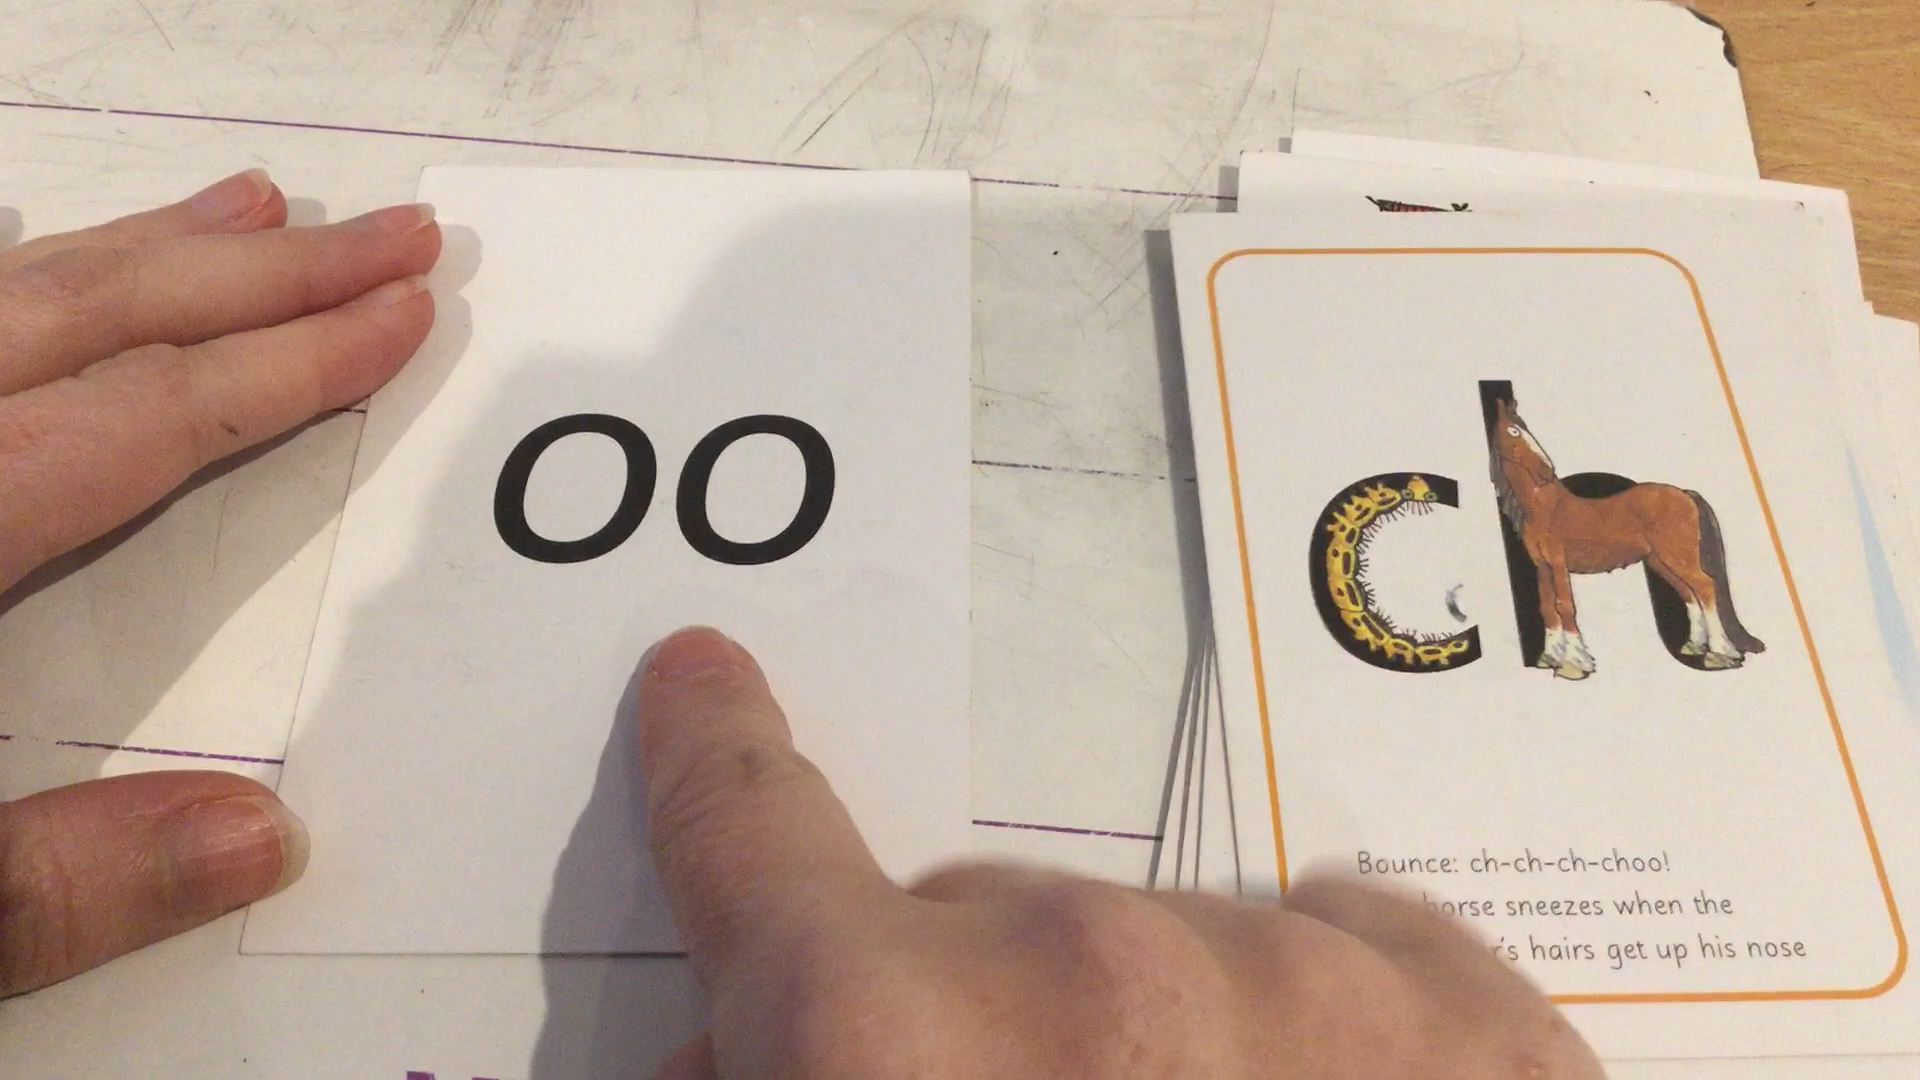 oo
ch
Bounce: ch-ch-ch-choo!
horse sneezes when the
hairs get up his nose